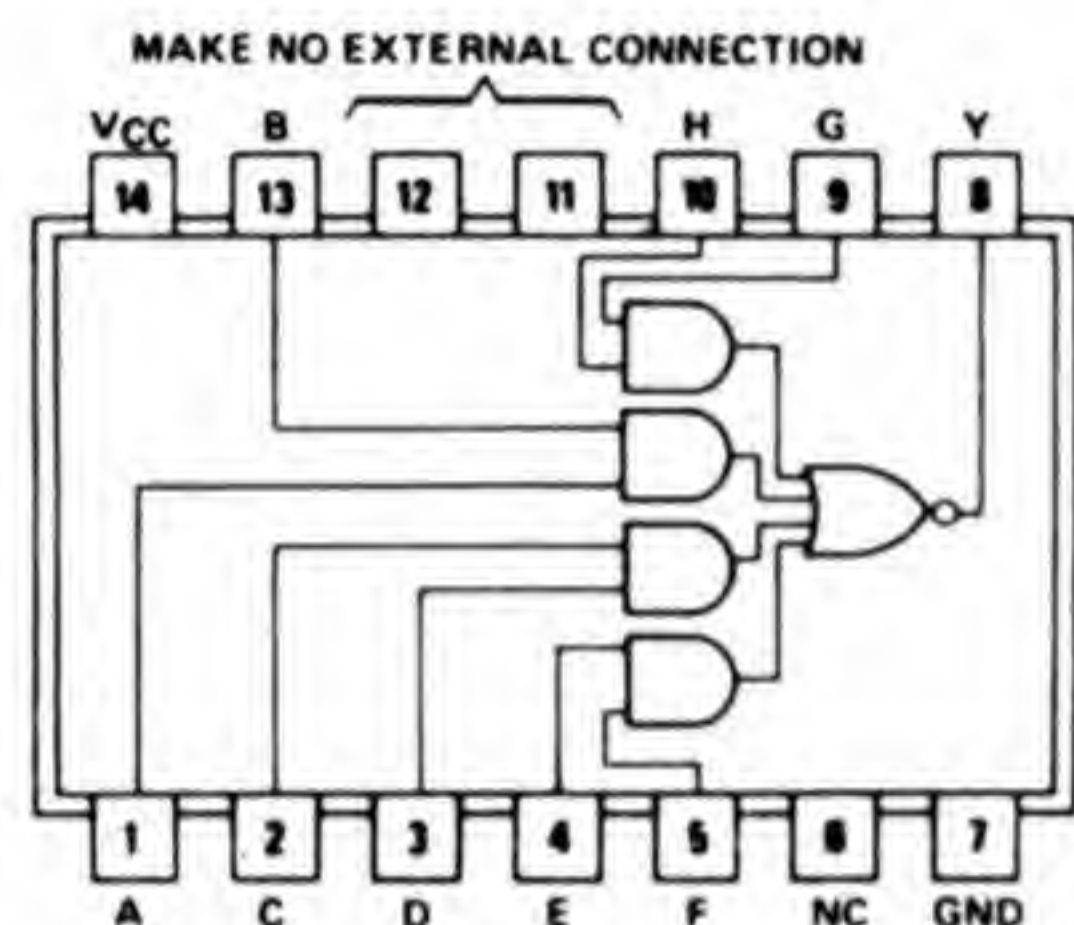 MAKE NO EXTERNAL CONNECTION
VCC B H G Y
14 13 12 11 10 9 8
1 2 3 4 5 6 7
A C D E F NC GND